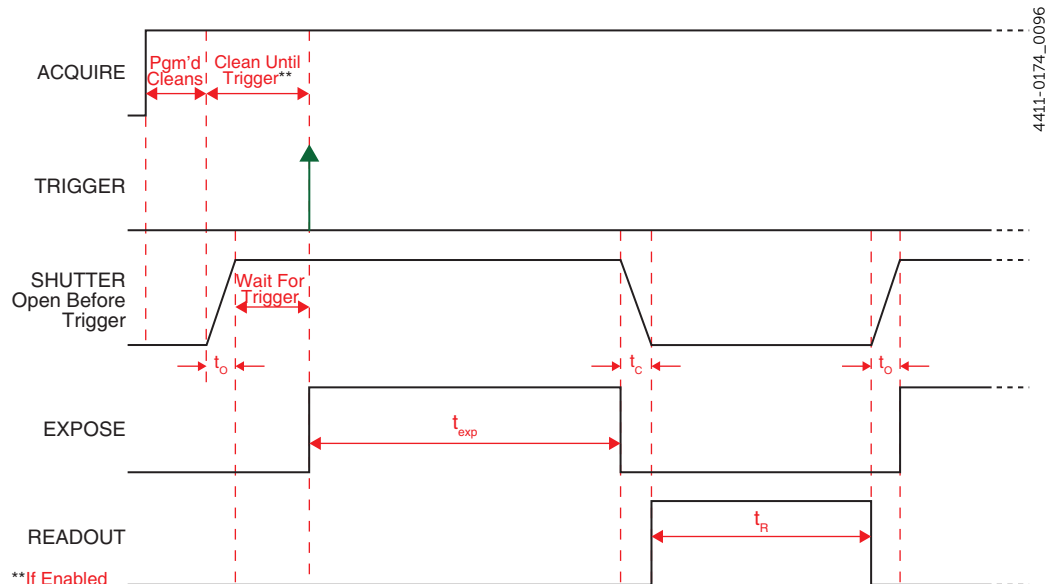 4411-0174_0096
ACQUIRE
Pgm'd
Cleans
Clean Until
Trigger**
TRIGGER
SHUTTER
Open Before
Trigger
Wait For
Trigger
tO
tC
tO
EXPOSE
texp
READOUT
tR
**If Enabled